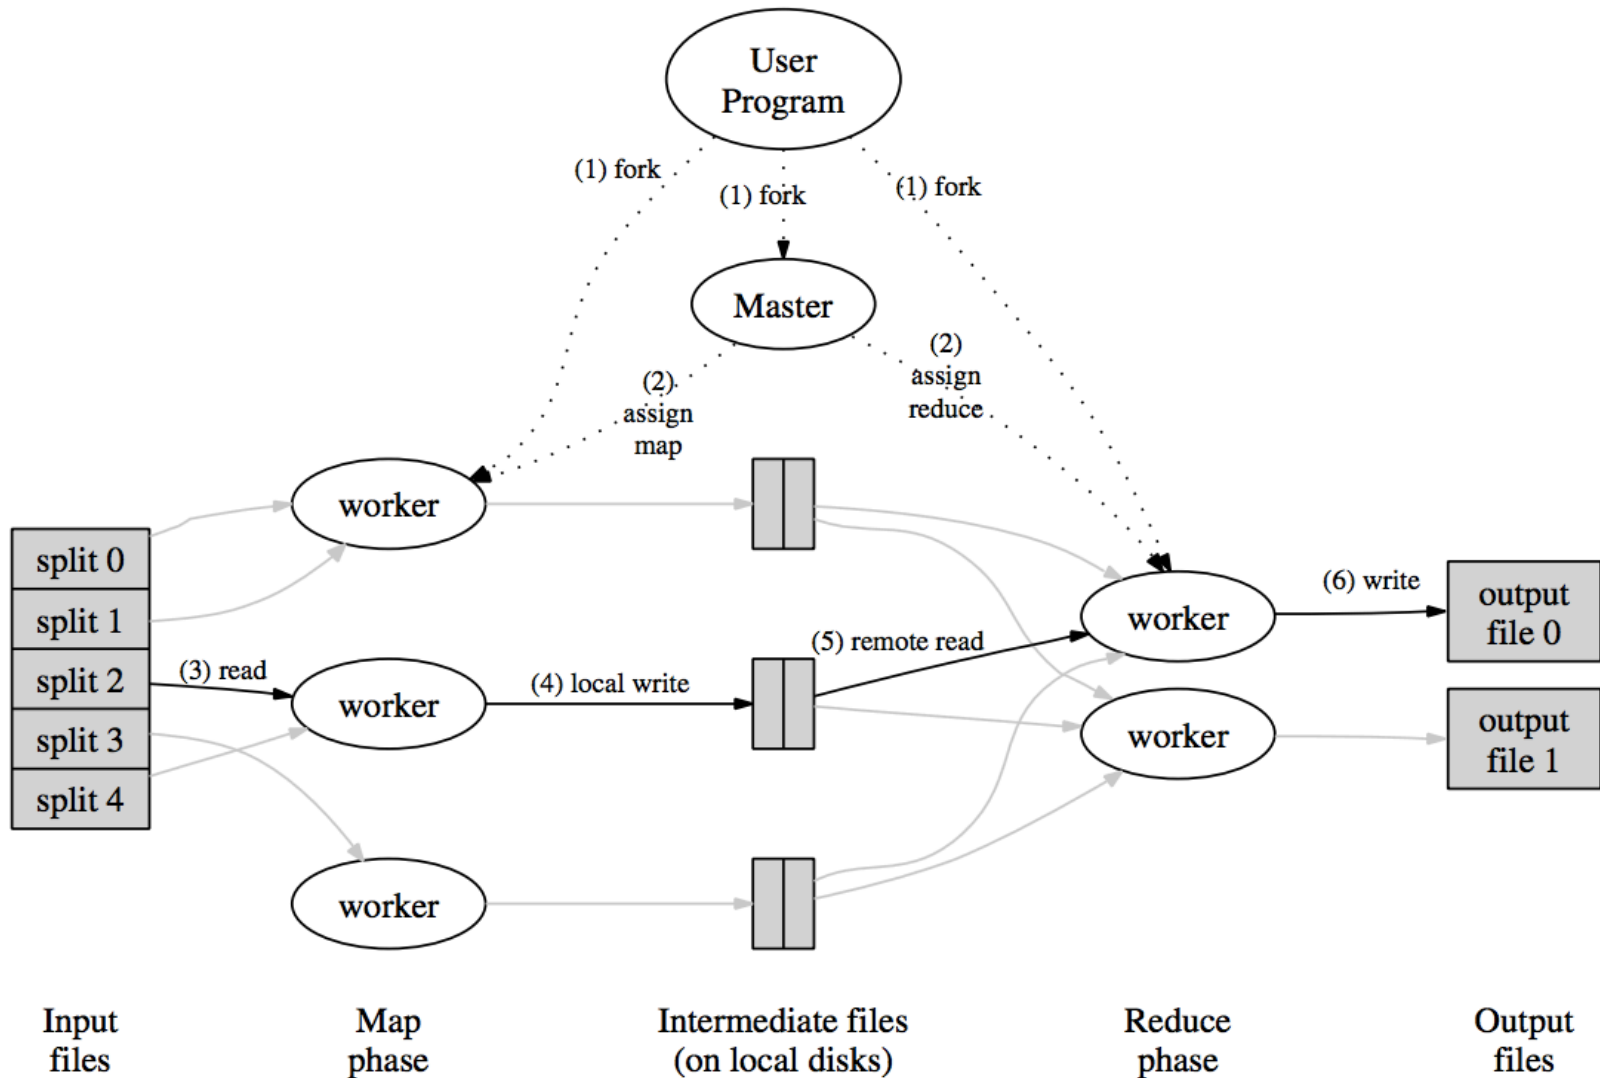 User
Program
(1) fork
(1) fork
(1) fork
Master
(2)
assign
map
(2)
assign
reduce
worker
split 0
split 1
split 2
split 3
split 4
(3) read
worker
(4) local write
(5) remote read
worker
(6) write
output
file 0
worker
output
file 1
worker
Input
files
Map
phase
Intermediate files
(on local disks)
Reduce
phase
Output
files